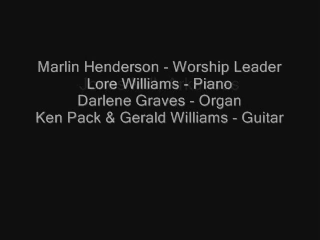 Marlin Henderson - Worship Leader
Lore Williams - Piano
Darlene Graves - Organ
Ken Pack & Gerald Williams - Guitar